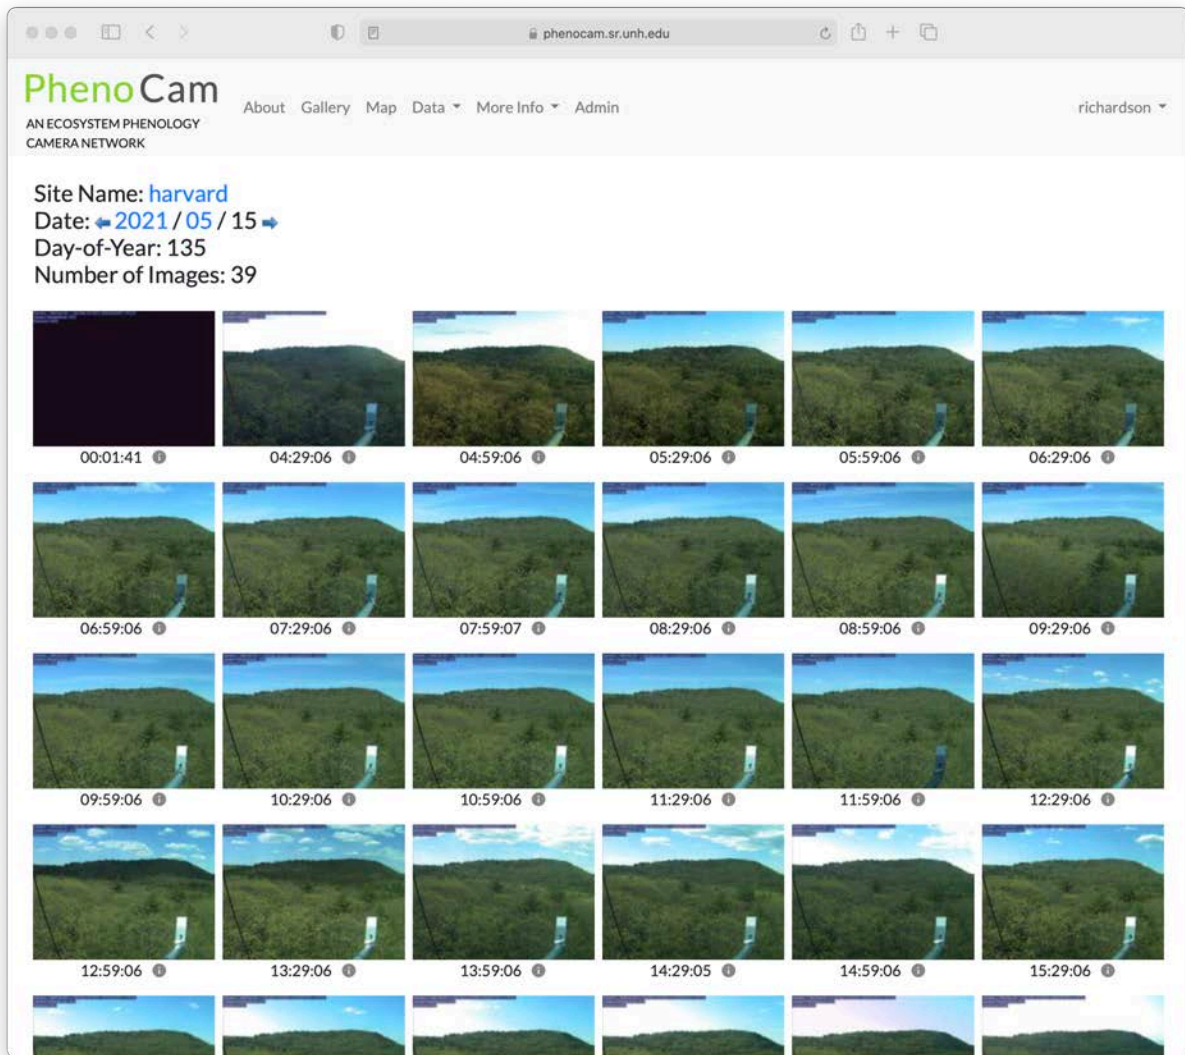 phenocam.sr.unh.edu
PhenoCam
AN ECOSYSTEM PHENOLOGY
CAMERA NETWORK
About Gallery Map Data More Info Admin
richardson
Site Name: harvard
Date: 2021 / 05 / 15
Day-of-Year: 135
Number of Images: 39
00:01:41 04:29:06 04:59:06 05:29:06 05:59:06 06:29:06
06:59:06 07:29:06 07:59:07 08:29:06 08:59:06 09:29:06
09:59:06 10:29:06 10:59:06 11:29:06 11:59:06 12:29:06
12:59:06 13:29:06 13:59:06 14:29:05 14:59:06 15:29:06